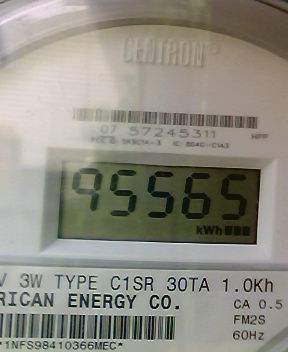 CENTRON®
07 57245311
HPP
95565
kWh
V 3W TYPE C1SR 30TA 1.0Kh
RICAN ENERGY CO.
CA 0.5
FM2S
60Hz
*1NFS98410366MEC*